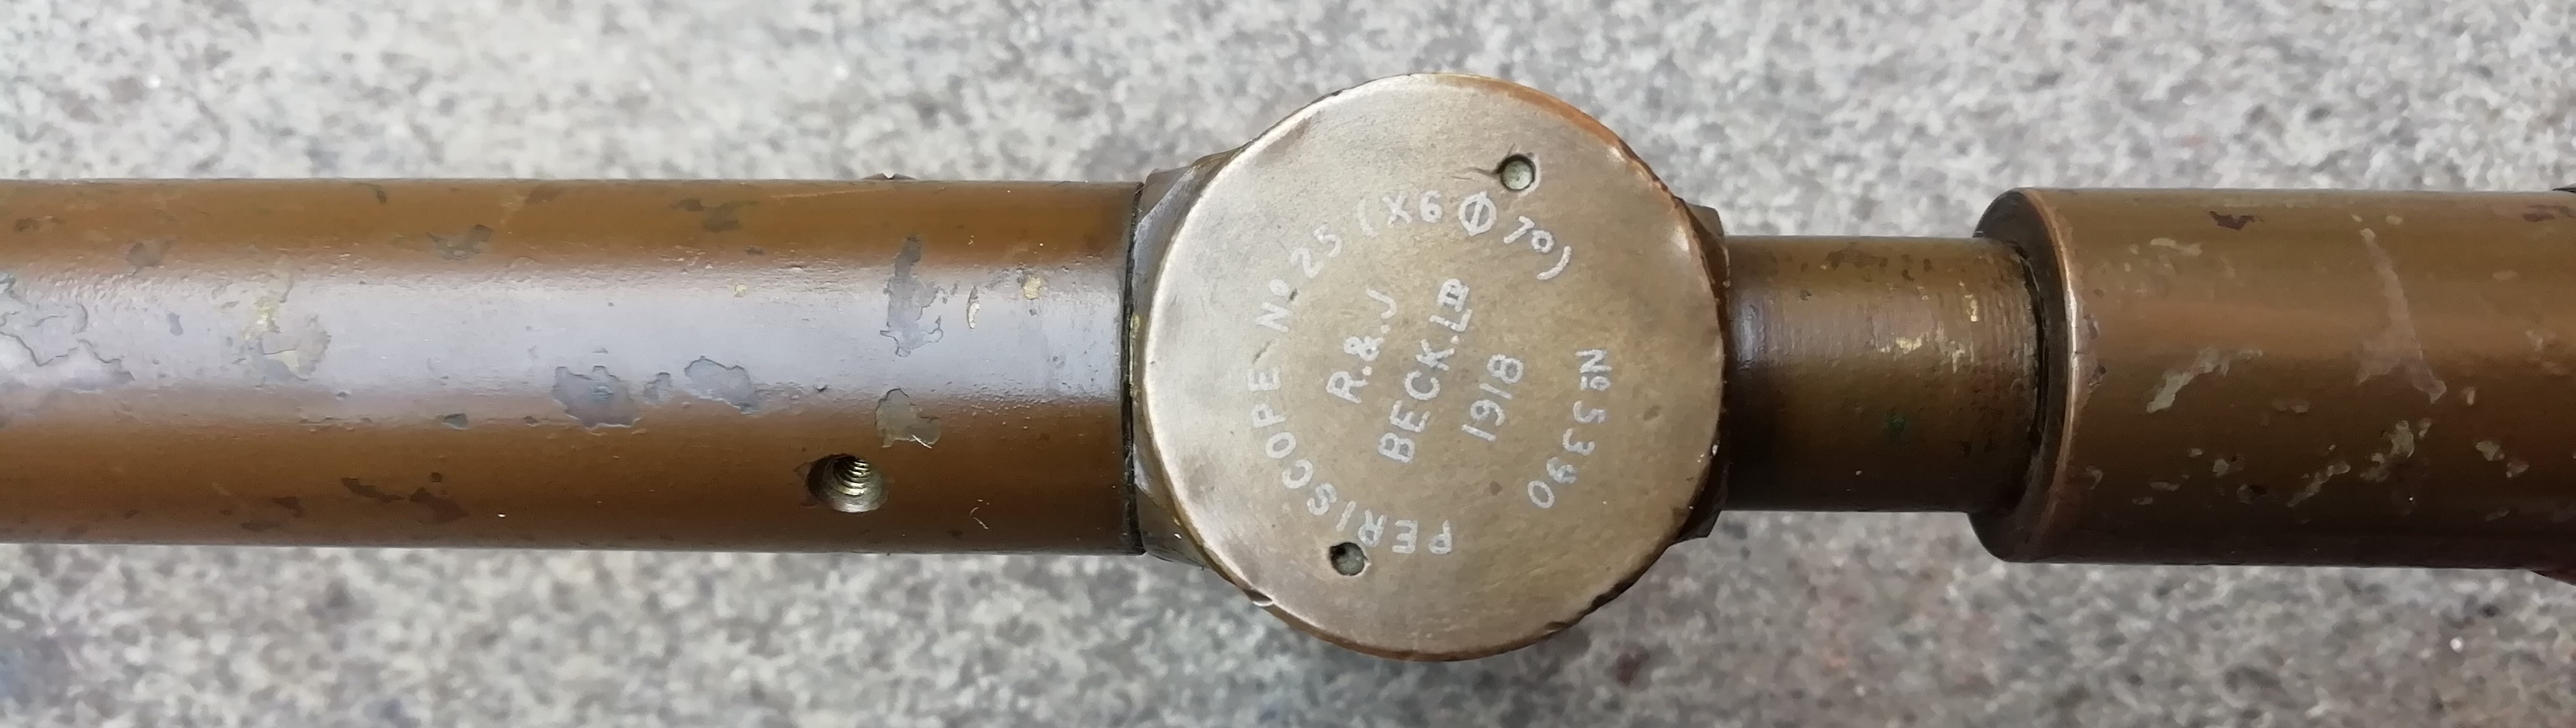 PERISCOPE No 25 (X6 Φ 7º)
R.&.J
BECK.LTD
1918
No 5390